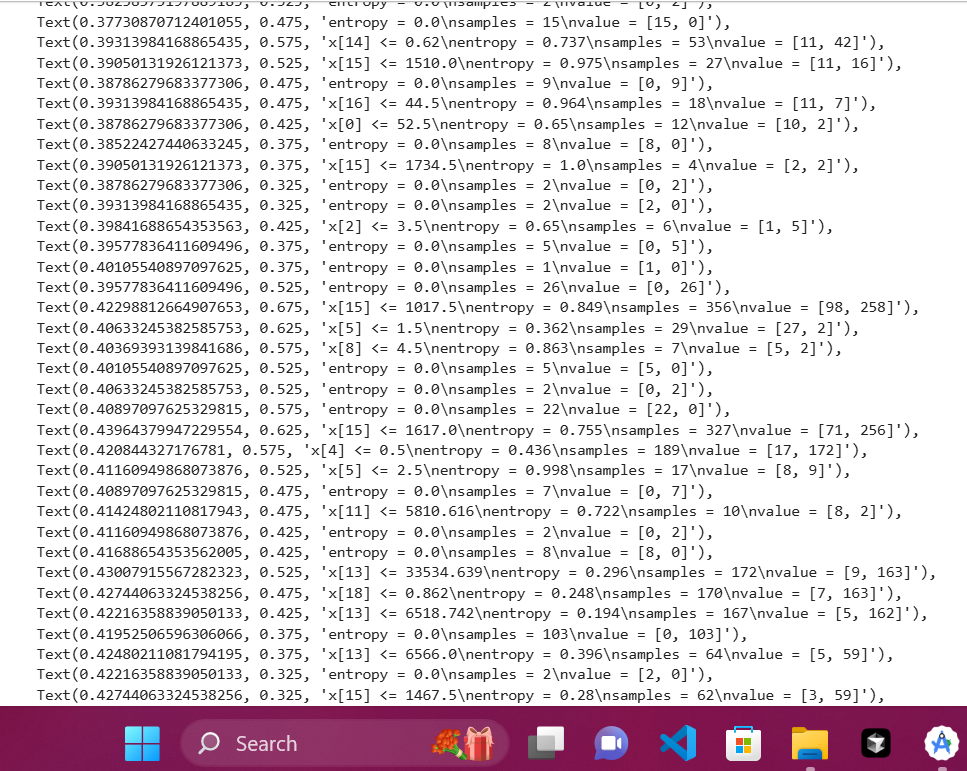 Text(0.37730870712401055, 0.475, 'entropy = 0.0\nsamples = 15\nvalue = [15, 0]'),
Text(0.39313984168865435, 0.575, 'x[14] <= 0.62\nentropy = 0.737\nsamples = 53\nvalue = [11, 42]'),
Text(0.39050131926121373, 0.525, 'x[15] <= 1510.0\nentropy = 0.975\nsamples = 27\nvalue = [11, 16]'),
Text(0.38786279683377306, 0.475, 'entropy = 0.0\nsamples = 9\nvalue = [0, 9]'),
Text(0.39313984168865435, 0.475, 'x[16] <= 44.5\nentropy = 0.964\nsamples = 18\nvalue = [11, 7]'),
Text(0.38786279683377306, 0.425, 'x[0] <= 52.5\nentropy = 0.65\nsamples = 12\nvalue = [10, 2]'),
Text(0.38522427440633245, 0.375, 'entropy = 0.0\nsamples = 8\nvalue = [8, 0]'),
Text(0.39050131926121373, 0.375, 'x[15] <= 1734.5\nentropy = 1.0\nsamples = 4\nvalue = [2, 2]'),
Text(0.38786279683377306, 0.325, 'entropy = 0.0\nsamples = 2\nvalue = [0, 2]'),
Text(0.39313984168865435, 0.325, 'entropy = 0.0\nsamples = 2\nvalue = [2, 0]'),
Text(0.39841688654353563, 0.425, 'x[2] <= 3.5\nentropy = 0.65\nsamples = 6\nvalue = [1, 5]'),
Text(0.39577836411609496, 0.375, 'entropy = 0.0\nsamples = 5\nvalue = [0, 5]'),
Text(0.40105540897097625, 0.375, 'entropy = 0.0\nsamples = 1\nvalue = [1, 0]'),
Text(0.39577836411609496, 0.525, 'entropy = 0.0\nsamples = 26\nvalue = [0, 26]'),
Text(0.42298812664907653, 0.675, 'x[15] <= 1017.5\nentropy = 0.849\nsamples = 356\nvalue = [98, 258]'),
Text(0.40633245382585753, 0.625, 'x[5] <= 1.5\nentropy = 0.362\nsamples = 29\nvalue = [27, 2]'),
Text(0.40369393139841686, 0.575, 'x[8] <= 4.5\nentropy = 0.863\nsamples = 7\nvalue = [5, 2]'),
Text(0.40105540897097625, 0.525, 'entropy = 0.0\nsamples = 5\nvalue = [5, 0]'),
Text(0.40633245382585753, 0.525, 'entropy = 0.0\nsamples = 2\nvalue = [0, 2]'),
Text(0.40897097625329815, 0.575, 'entropy = 0.0\nsamples = 22\nvalue = [22, 0]'),
Text(0.43964379947229554, 0.625, 'x[15] <= 1617.0\nentropy = 0.755\nsamples = 327\nvalue = [71, 256]'),
Text(0.420844327176781, 0.575, 'x[4] <= 0.5\nentropy = 0.436\nsamples = 189\nvalue = [17, 172]'),
Text(0.41160949868073876, 0.525, 'x[5] <= 2.5\nentropy = 0.998\nsamples = 17\nvalue = [8, 9]'),
Text(0.40897097625329815, 0.475, 'entropy = 0.0\nsamples = 7\nvalue = [0, 7]'),
Text(0.41424802110817943, 0.475, 'x[11] <= 5810.616\nentropy = 0.722\nsamples = 10\nvalue = [8, 2]'),
Text(0.41160949868073876, 0.425, 'entropy = 0.0\nsamples = 2\nvalue = [0, 2]'),
Text(0.41688654353562005, 0.425, 'entropy = 0.0\nsamples = 8\nvalue = [8, 0]'),
Text(0.43007915567282323, 0.525, 'x[13] <= 33534.639\nentropy = 0.296\nsamples = 172\nvalue = [9, 163]'),
Text(0.42744063324538256, 0.475, 'x[18] <= 0.862\nentropy = 0.248\nsamples = 170\nvalue = [7, 163]'),
Text(0.42216358839050133, 0.425, 'x[13] <= 6518.742\nentropy = 0.194\nsamples = 167\nvalue = [5, 162]'),
Text(0.41952506596306066, 0.375, 'entropy = 0.0\nsamples = 103\nvalue = [0, 103]'),
Text(0.42480211081794195, 0.375, 'x[13] <= 6566.0\nentropy = 0.396\nsamples = 64\nvalue = [5, 59]'),
Text(0.42216358839050133, 0.325, 'entropy = 0.0\nsamples = 2\nvalue = [2, 0]'),
Text(0.42744063324538256, 0.325, 'x[15] <= 1467.5\nentropy = 0.28\nsamples = 62\nvalue = [3, 59]'),
Search